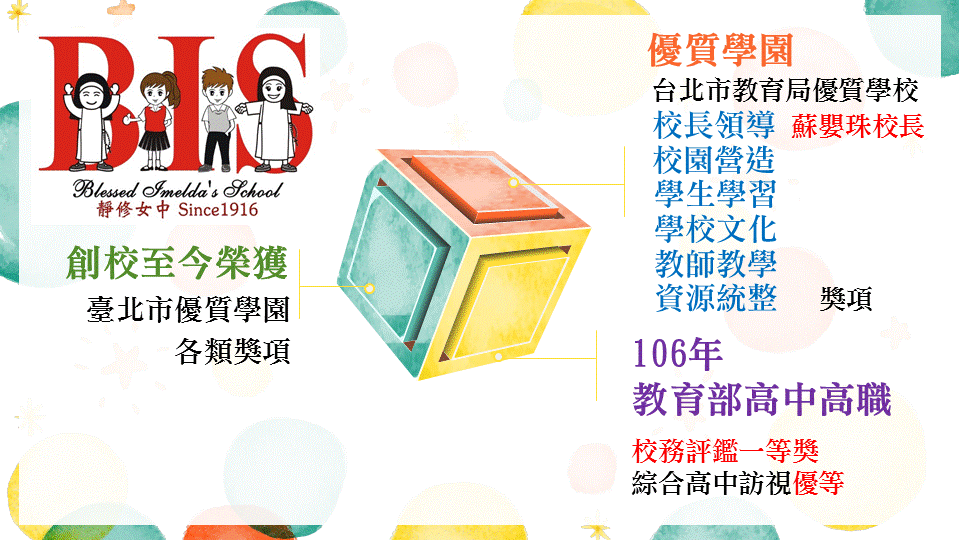 BIS
Blessed Imelda's School
靜修女中 Since1916
創校至今榮獲
臺北市優質學園
各類獎項
優質學園
台北市教育局優質學校
校長領導 蘇嬰珠校長
校園營造
學生學習
學校文化
教師教學
資源統整 獎項
106年
教育部高中高職
校務評鑑一等獎
綜合高中訪視優等